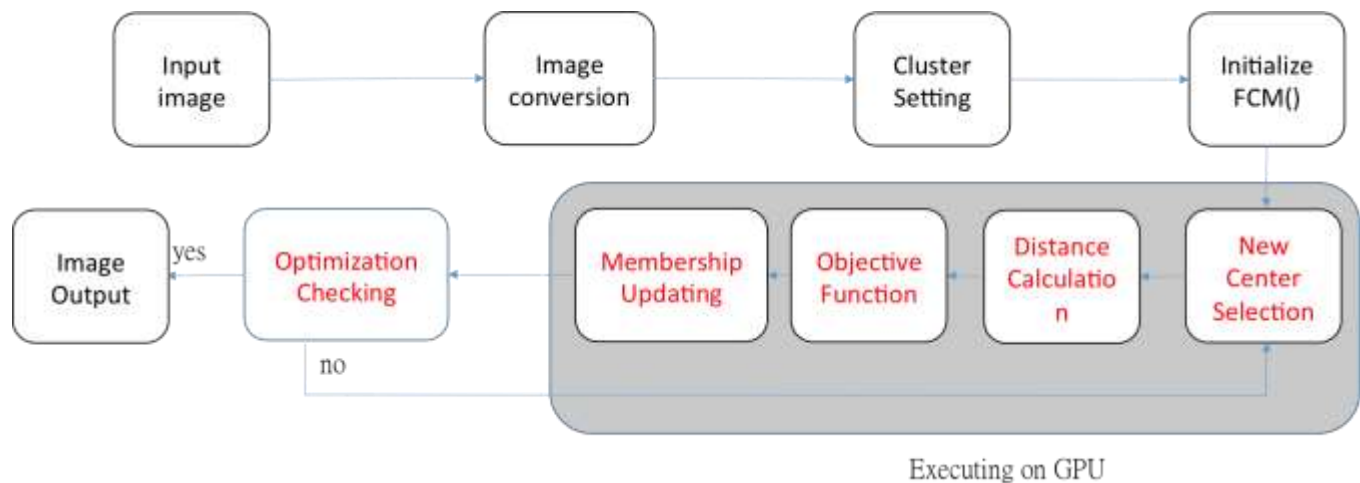 Input
image
Image
conversion
Cluster
Setting
Initialize
FCM()
Image
Output
yes
Optimization
Checking
no
Membership
Updating
Objective
Function
Distance
Calculatio
n
New
Center
Selection
Executing on GPU